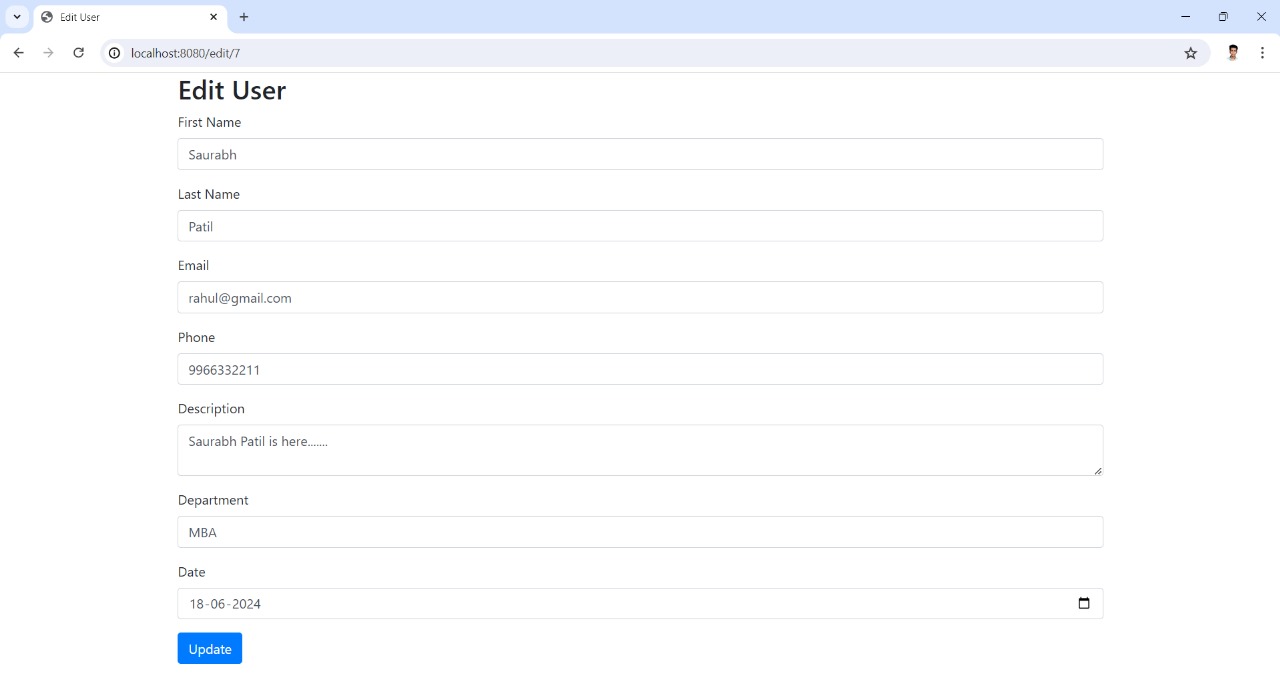 Edit User
localhost:8080/edit/7
Edit User
First Name
Saurabh
Last Name
Patil
Email
rahul@gmail.com
Phone
9966332211
Description
Saurabh Patil is here.......
Department
MBA
Date
18-06-2024
Update